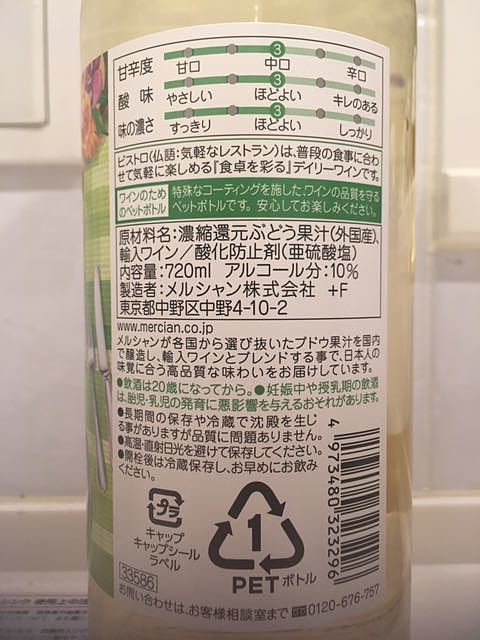 甘辛度 甘口 3 中口 辛口
酸味 やさしい 3 ほどよい キレのある
味の濃さ すっきり 3 ほどよい しっかり
ビストロ(仏語:気軽なレストラン)は、普段の食事に合わ
せて気軽に楽しめる『食卓を彩る』デイリーワインです。
ワインのため
のペットボトル
特殊なコーティングを施した、ワインの品質を守る
ペットボトルです。安心してお楽しみください。
原材料名:濃縮還元ぶどう果汁(外国産)、
輸入ワイン/酸化防止剤(亜硫酸塩)
内容量:720ml アルコール分:10%
製造者:メルシャン株式会社 +F
東京都中野区中野4-10-2
www.mercian.co.jp
メルシャンが各国から選び抜いたブドウ果汁を国内
で醸造し、輸入ワインとブレンドする事で、日本人の
味覚に合う高品質な味わいをお届けしています。
●飲酒は20歳になってから。●妊娠中や授乳期の飲酒
は、胎児・乳児の発育に悪影響を与えるおそれがあります。
●長期間の保存や冷蔵で沈殿を生じ
る事がありますが品質に問題ありません。
●高温・直射日光を避けて保存してください。
●開栓後は冷蔵保存し、お早めにお飲み
ください。
プラ
キャップ
キャップシール
ラベル
1
PET ボトル
4 973480 323296
33586
お問い合わせは、お客様相談室まで 0120-676-757